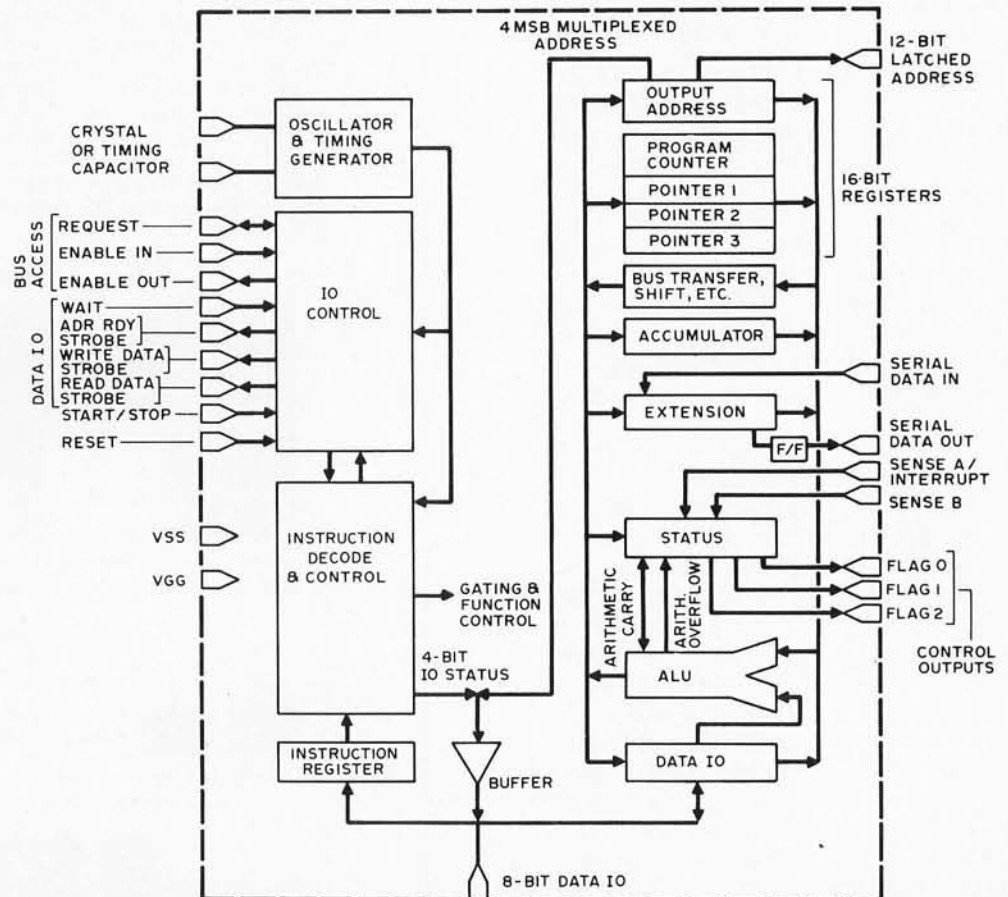 4 MSB MULTIPLEXED
ADDRESS
12-BIT
LATCHED
ADDRESS
CRYSTAL
OR TIMING
CAPACITOR
OSCILLATOR
& TIMING
GENERATOR
OUTPUT
ADDRESS
PROGRAM
COUNTER
POINTER 1
POINTER 2
POINTER 3
16-BIT
REGISTERS
BUS
ACCESS
REQUEST
ENABLE IN
ENABLE OUT
DATA IO
WAIT
ADR RDY
STROBE
WRITE DATA
STROBE
READ DATA
STROBE
START/STOP
RESET
IO
CONTROL
BUS TRANSFER,
SHIFT, ETC.
ACCUMULATOR
EXTENSION
F/F
SERIAL
DATA IN
SERIAL
DATA OUT
SENSE A/
INTERRUPT
SENSE B
VSS
VGG
INSTRUCTION
DECODE
& CONTROL
GATING &
FUNCTION
CONTROL
STATUS
ARITHMETIC
CARRY
ARITH.
OVERFLOW
FLAG 0
FLAG 1
FLAG 2
CONTROL
OUTPUTS
4-BIT
IO STATUS
ALU
INSTRUCTION
REGISTER
BUFFER
DATA IO
8-BIT DATA IO